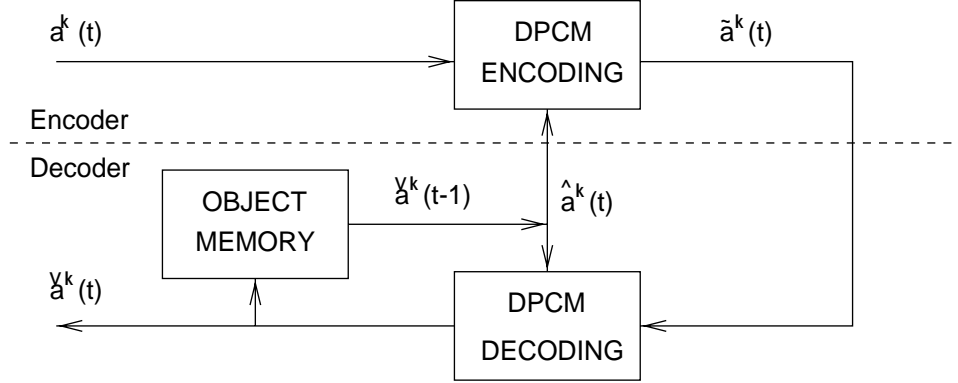 a^k(t)
DPCM
ENCODING
ã^k(t)
Encoder
Decoder
OBJECT
MEMORY
ǎ^k(t-1)
â^k(t)
ǎ^k(t)
DPCM
DECODING